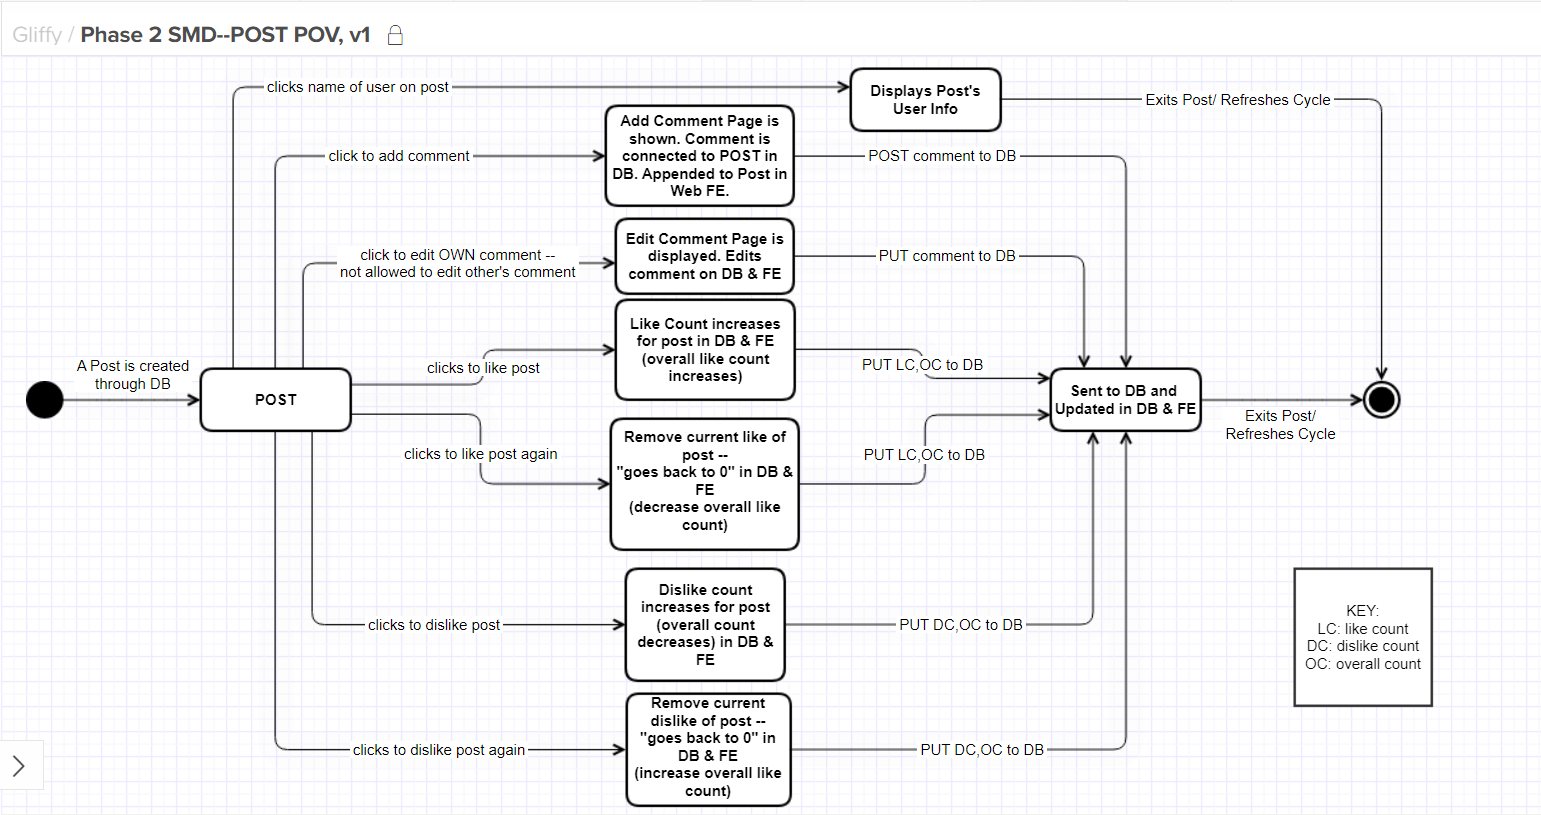 Gliffy / Phase 2 SMD--POST POV, v1
clicks name of user on post
Displays Post's
User Info
Exits Post/ Refreshes Cycle
click to add comment
Add Comment Page is
shown. Comment is
connected to POST in
DB. Appended to Post in
Web FE.
POST comment to DB
click to edit OWN comment --
not allowed to edit other's comment
Edit Comment Page is
displayed. Edits
comment on DB & FE
PUT comment to DB
A Post is created
through DB
POST
clicks to like post
Like Count increases
for post in DB & FE
(overall like count
increases)
PUT LC,OC to DB
Sent to DB and
Updated in DB & FE
Exits Post/
Refreshes Cycle
clicks to like post again
Remove current like of
post --
"goes back to 0" in DB &
FE
(decrease overall like
count)
PUT LC,OC to DB
clicks to dislike post
Dislike count
increases for post
(overall count
decreases) in DB &
FE
PUT DC,OC to DB
clicks to dislike post again
Remove current
dislike of post --
"goes back to 0" in
DB & FE
(increase overall like
count)
PUT DC,OC to DB
KEY:
LC: like count
DC: dislike count
OC: overall count